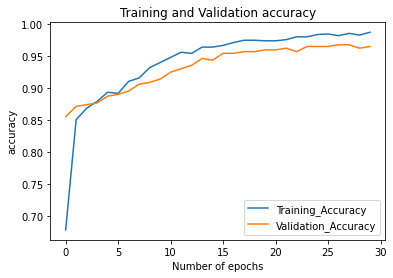 Training and Validation accuracy
1.00
0.95
0.90
0.85
0.80
0.75
0.70
accuracy
Training_Accuracy
Validation_Accuracy
0 5 10 15 20 25 30
Number of epochs